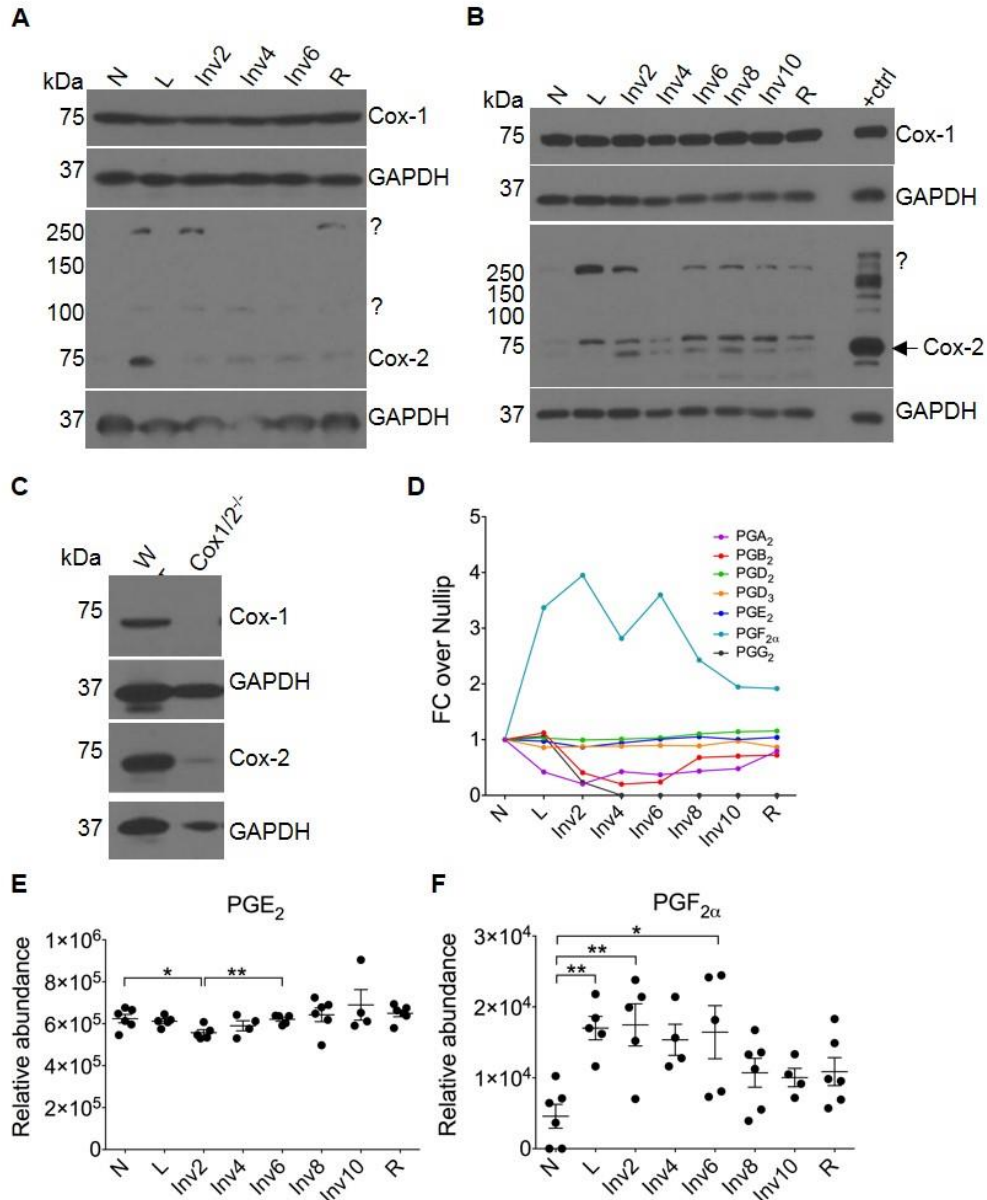 A
kDa N L Inv2 Inv4 Inv6 R
75 Cox-1
37 GAPDH
250 ?
150
100 ?
75 Cox-2
37 GAPDH
B
kDa N L Inv2 Inv4 Inv6 Inv8 Inv10 R +ctrl
75 Cox-1
37 GAPDH
250 ?
150
100
75 Cox-2
37 GAPDH
C
kDa W Cox1/2⁻/⁻
75 Cox-1
37 GAPDH
75 Cox-2
37 GAPDH
D
FC over Nullip
5
4
3
2
1
0
PGA₂
PGB₂
PGD₂
PGD₃
PGE₂
PGF₂α
PGG₂
N L Inv2 Inv4 Inv6 Inv8 Inv10 R
E
PGE₂
Relative abundance
1×10⁶
8×10⁵
6×10⁵
4×10⁵
2×10⁵
0
* **
N L Inv2 Inv4 Inv6 Inv8 Inv10 R
F
PGF₂α
Relative abundance
3×10⁴
2×10⁴
1×10⁴
0
*
**
**
N L Inv2 Inv4 Inv6 Inv8 Inv10 R